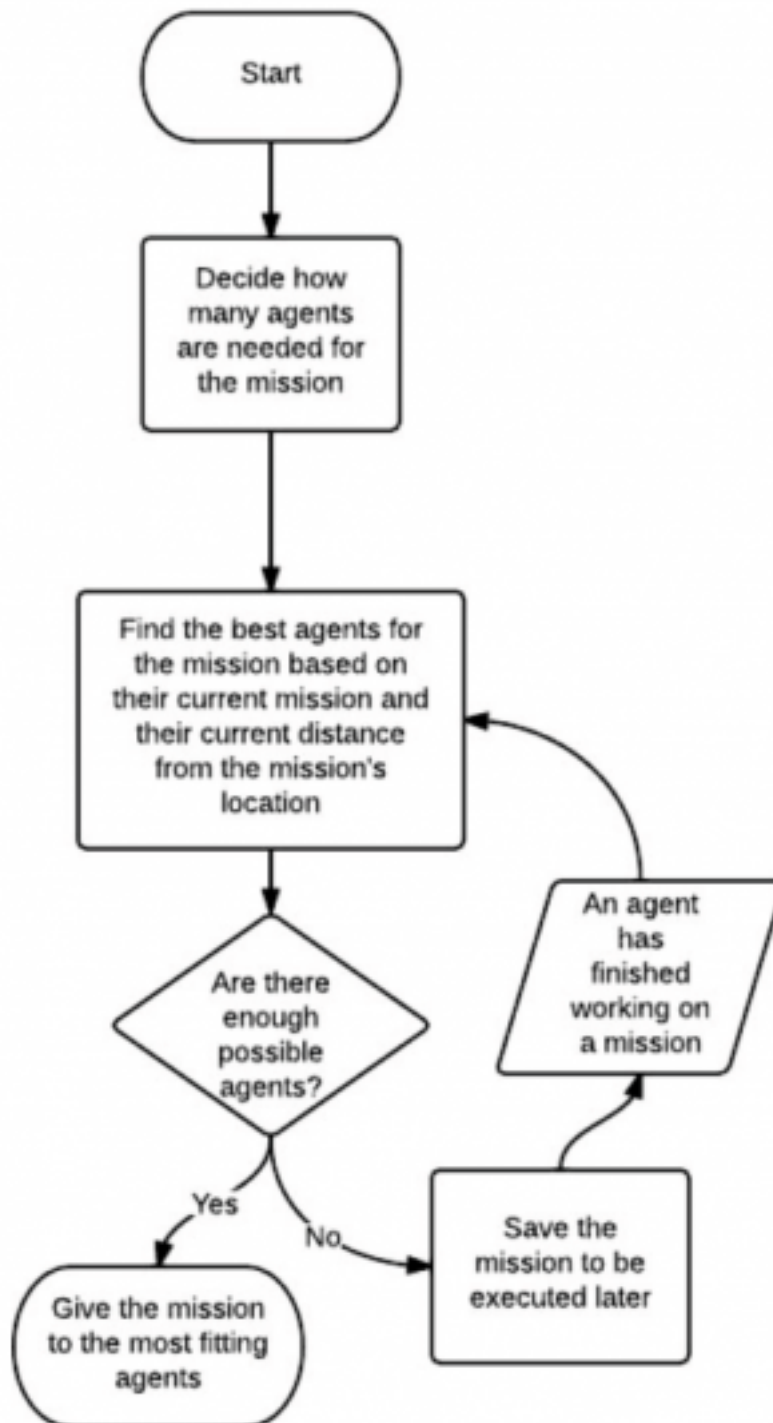 Start
Decide how
many agents
are needed for
the mission
Find the best agents for
the mission based on
their current mission and
their current distance
from the mission's
location
Are there
enough
possible
agents?
Yes
No
Give the mission
to the most fitting
agents
Save the
mission to be
executed later
An agent
has
finished
working on
a mission